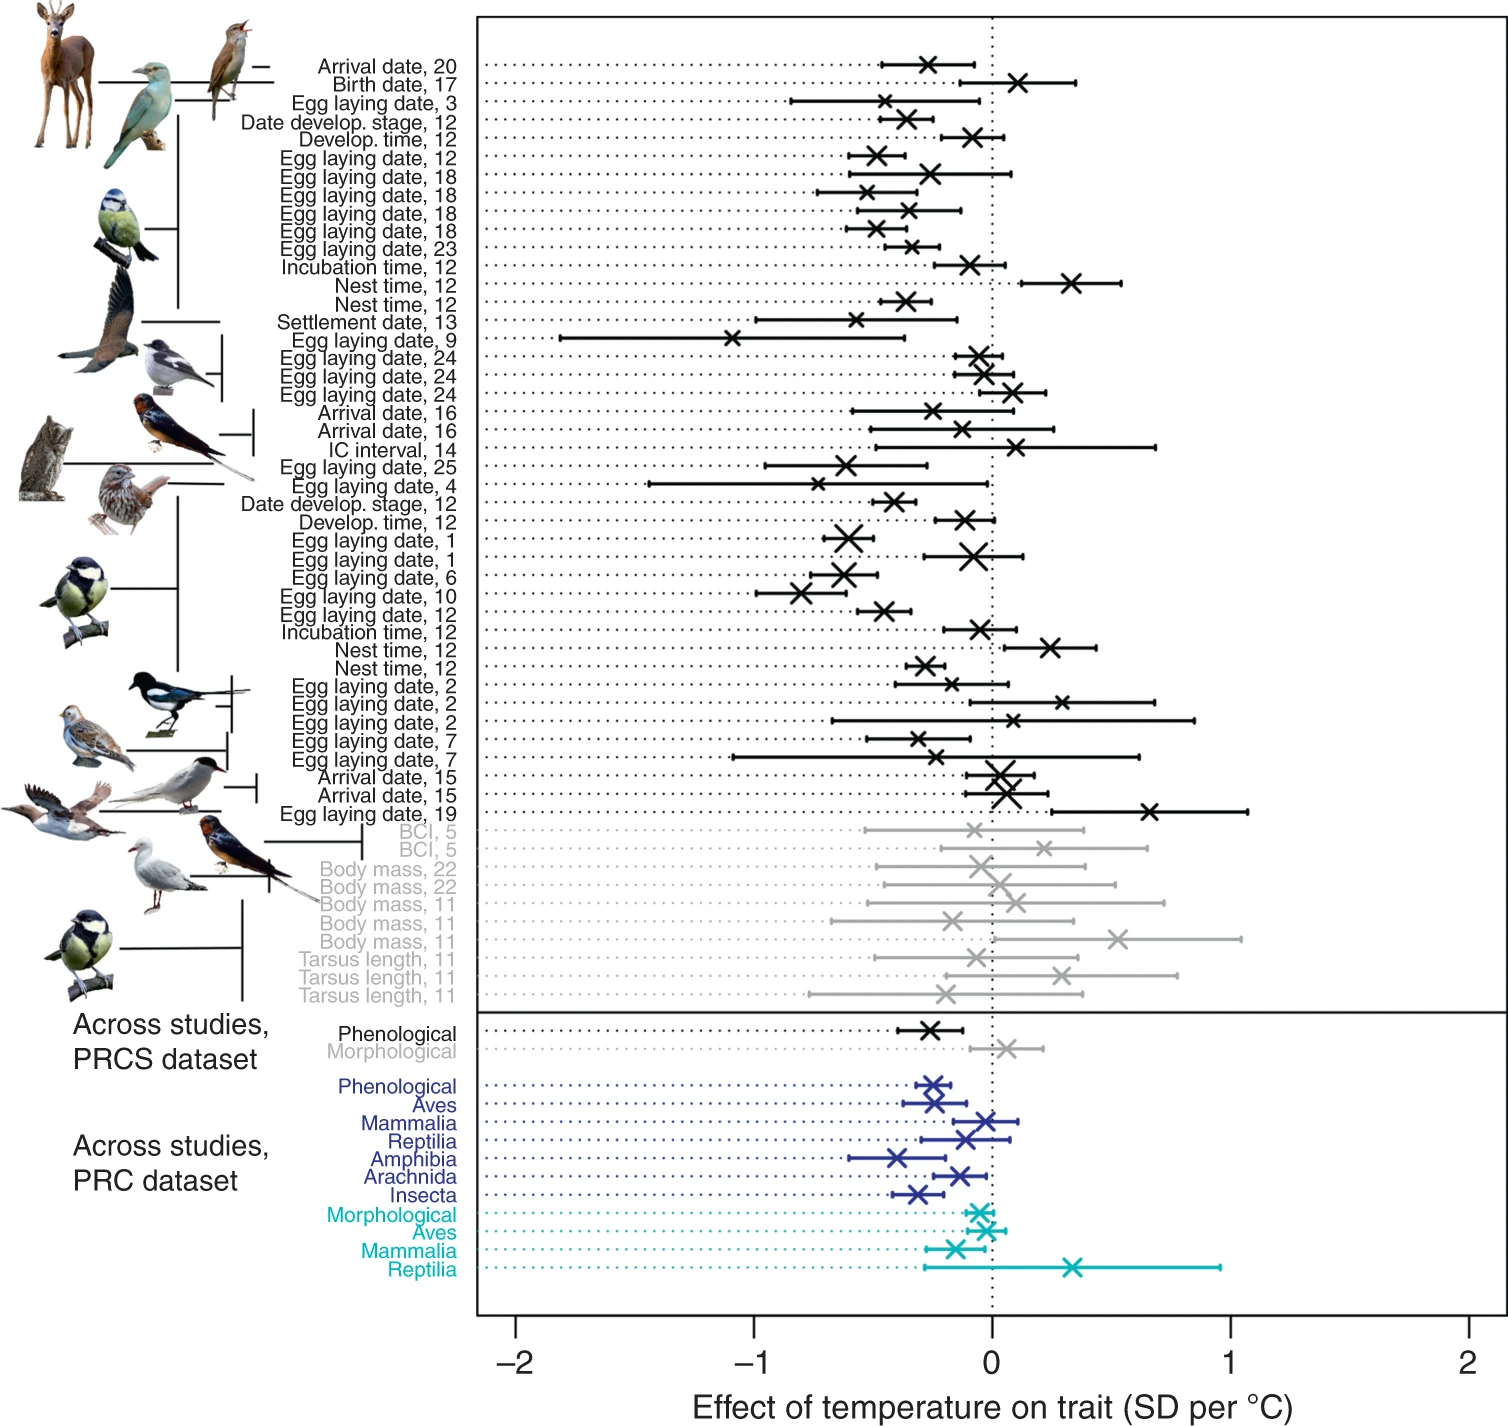 Arrival date, 20
Birth date, 17
Egg laying date, 3
Date develop. stage, 12
Develop. time, 12
Egg laying date, 12
Egg laying date, 18
Egg laying date, 18
Egg laying date, 18
Egg laying date, 18
Egg laying date, 23
Incubation time, 12
Nest time, 12
Nest time, 12
Settlement date, 13
Egg laying date, 9
Egg laying date, 24
Egg laying date, 24
Egg laying date, 24
Arrival date, 16
Arrival date, 16
IC interval, 14
Egg laying date, 25
Egg laying date, 4
Date develop. stage, 12
Develop. time, 12
Egg laying date, 1
Egg laying date, 1
Egg laying date, 6
Egg laying date, 10
Egg laying date, 12
Incubation time, 12
Nest time, 12
Nest time, 12
Egg laying date, 2
Egg laying date, 2
Egg laying date, 2
Egg laying date, 7
Egg laying date, 7
Arrival date, 15
Arrival date, 15
Egg laying date, 19
BCI, 5
BCI, 5
Body mass, 22
Body mass, 22
Body mass, 11
Body mass, 11
Body mass, 11
Tarsus length, 11
Tarsus length, 11
Tarsus length, 11
Across studies,
PRCS dataset
Phenological
Morphological
Across studies,
PRC dataset
Phenological
Aves
Mammalia
Reptilia
Amphibia
Arachnida
Insecta
Morphological
Aves
Mammalia
Reptilia
−2 −1 0 1 2
Effect of temperature on trait (SD per °C)